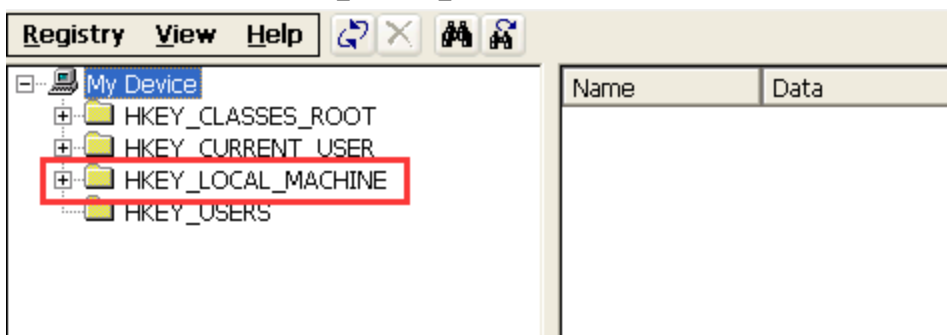 Registry View Help
My Device
Name Data
HKEY_CLASSES_ROOT
HKEY_CURRENT_USER
HKEY_LOCAL_MACHINE
HKEY_USERS